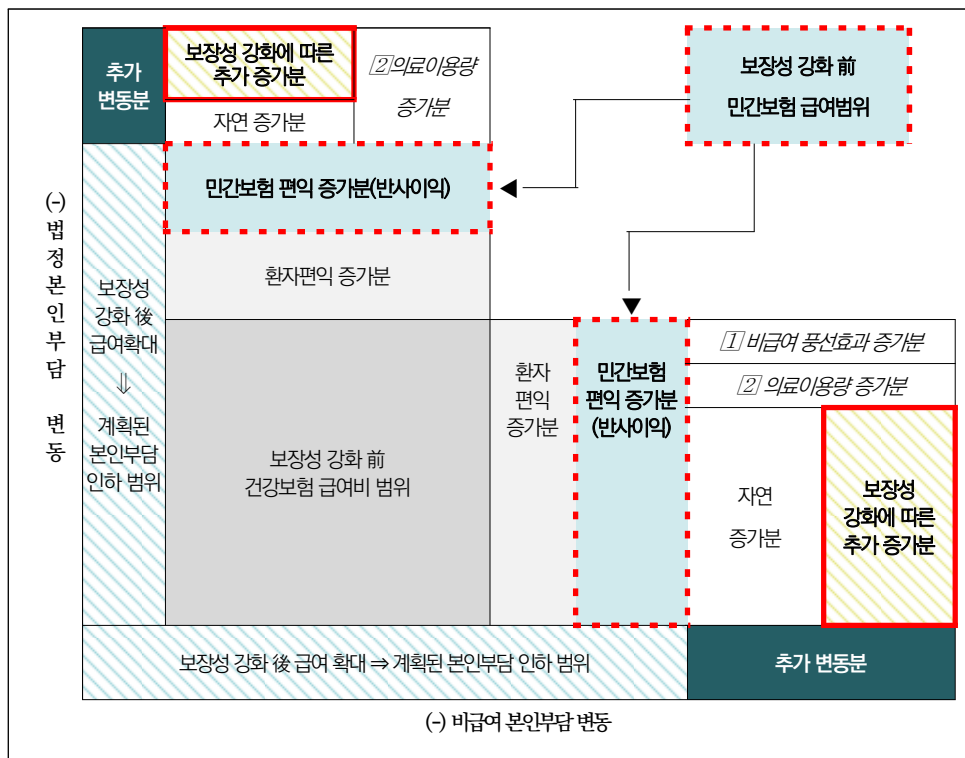 추가
변동분
보장성 강화에 따른
추가 증가분
자연 증가분
②의료이용량
증가분
보장성 강화 前
민간보험 급여범위
민간보험 편익 증가분(반사이익)
환자편익 증가분
(-)
법정본인부담
변동
보장성
강화 後
급여확대
⇓
계획된
본인부담
인하 범위
보장성 강화 前
건강보험 급여비 범위
환자
편익
증가분
민간보험
편익 증가분
(반사이익)
① 비급여 풍선효과 증가분
② 의료이용량 증가분
자연
증가분
보장성
강화에 따른
추가 증가분
보장성 강화 後 급여 확대 ⇒ 계획된 본인부담 인하 범위
추가 변동분
(-) 비급여 본인부담 변동